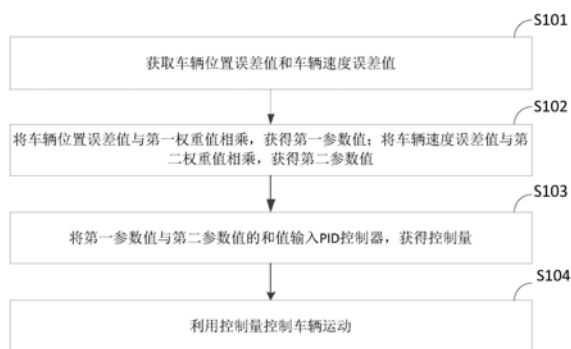 S101
获取车辆位置误差值和车辆速度误差值
S102
将车辆位置误差值与第一权重值相乘，获得第一参数值；将车辆速度误差值与第
二权重值相乘，获得第二参数值
S103
将第一参数值与第二参数值的和值输入PID控制器，获得控制量
S104
利用控制量控制车辆运动